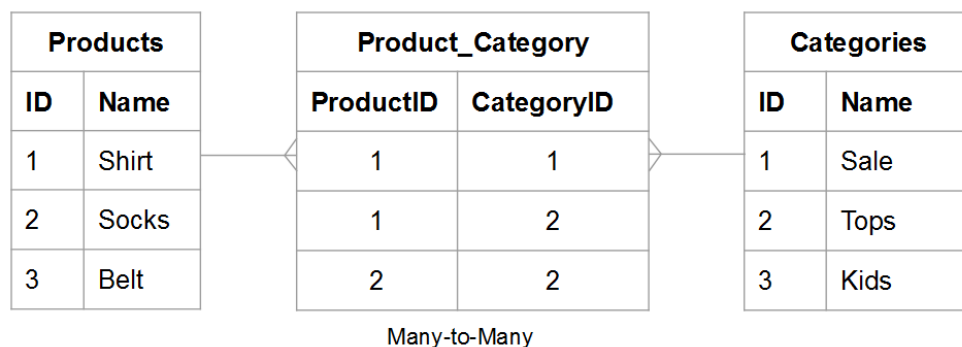 Products Product_Category Categories
ID Name ProductID CategoryID ID Name
1 Shirt 1 1 1 Sale
2 Socks 1 2 2 Tops
3 Belt 2 2 3 Kids
Many-to-Many